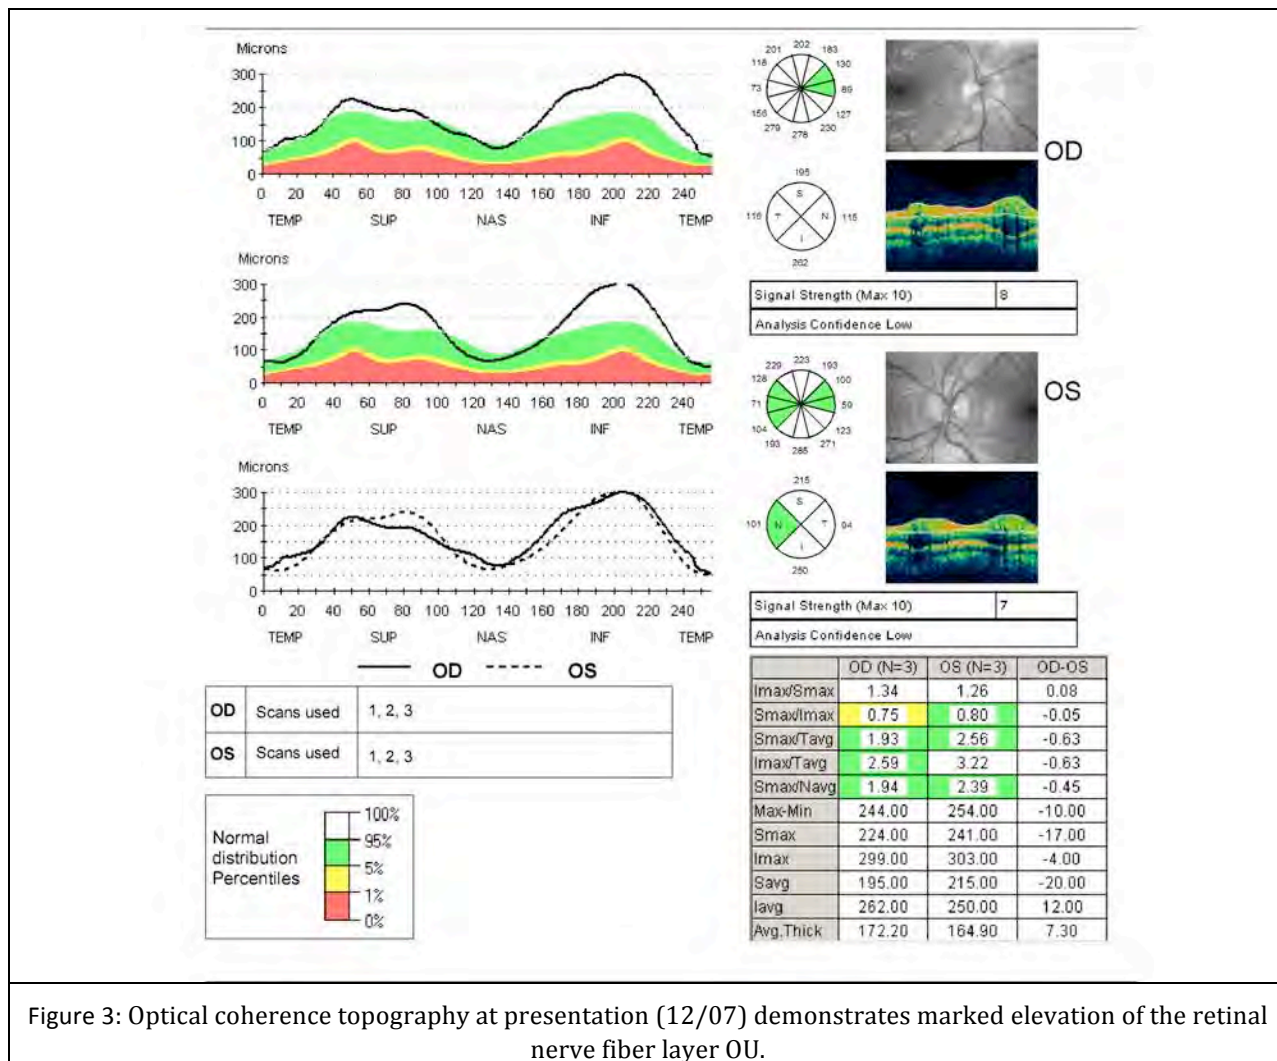 Microns
300
200
100
0
0 20 40 60 80 100 120 140 160 180 200 220 240
TEMP SUP NAS INF TEMP
Microns
300
200
100
0
0 20 40 60 80 100 120 140 160 180 200 220 240
TEMP SUP NAS INF TEMP
Microns
300
200
100
0
0 20 40 60 80 100 120 140 160 180 200 220 240
TEMP SUP NAS INF TEMP
OD OS
OD Scans used 1, 2, 3
OS Scans used 1, 2, 3
Normal distribution Percentiles
100%
95%
5%
1%
0%
202
201 183
118 130
73 89
156 127
279 230
278
OD
195
S
116 T N 115
I
262
Signal Strength (Max 10) 8
Analysis Confidence Low
223
229 193
128 100
71 59
104 123
193 271
285
OS
215
S
101 N T 94
I
250
Signal Strength (Max 10) 7
Analysis Confidence Low
OD (N=3) OS (N=3) OD-OS
Imax/Smax 1.34 1.26 0.08
Smax/Imax 0.75 0.80 -0.05
Smax/Tavg 1.93 2.56 -0.63
Imax/Tavg 2.59 3.22 -0.63
Smax/Navg 1.94 2.39 -0.45
Max-Min 244.00 254.00 -10.00
Smax 224.00 241.00 -17.00
Imax 299.00 303.00 -4.00
Savg 195.00 215.00 -20.00
Iavg 262.00 250.00 12.00
Avg.Thick 172.20 164.90 7.30
Figure 3: Optical coherence topography at presentation (12/07) demonstrates marked elevation of the retinal
nerve fiber layer OU.